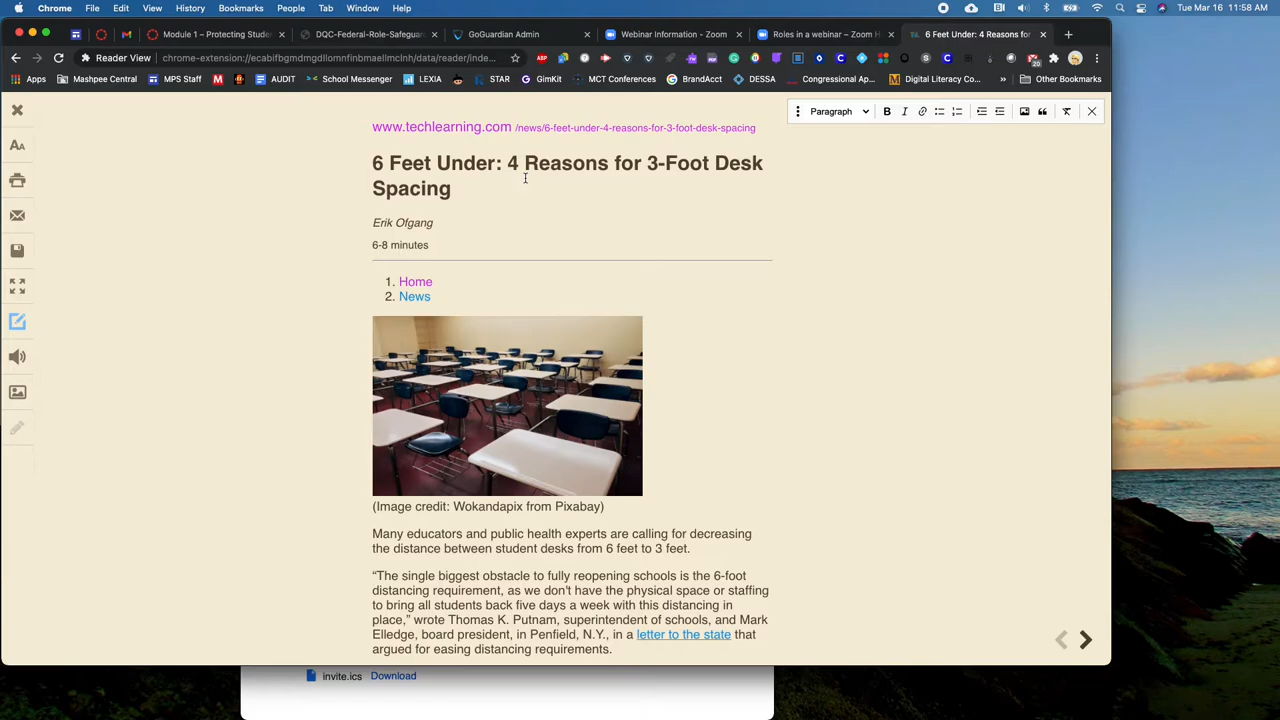 Chrome File Edit View History Bookmarks People Tab Window Help
Tue Mar 16 11:58 AM
Module 1 – Protecting Studen
DQC-Federal-Role-Safeguar
GoGuardian Admin
Webinar Information - Zoom
Roles in a webinar – Zoom H
6 Feet Under: 4 Reasons for
Reader View
chrome-extension://ecabifbgmdmgdllomnfinbmaellmclnh/data/reader/inde...
Apps
Mashpee Central
MPS Staff
AUDIT
School Messenger
LEXIA
STAR
GimKit
MCT Conferences
BrandAcct
DESSA
Congressional Ap...
Digital Literacy Co...
»
Other Bookmarks
Paragraph
B I
www.techlearning.com /news/6-feet-under-4-reasons-for-3-foot-desk-spacing
6 Feet Under: 4 Reasons for 3-Foot Desk
Spacing
Erik Ofgang
6-8 minutes
1. Home
2. News
(Image credit: Wokandapix from Pixabay)
Many educators and public health experts are calling for decreasing
the distance between student desks from 6 feet to 3 feet.
“The single biggest obstacle to fully reopening schools is the 6-foot
distancing requirement, as we don't have the physical space or staffing
to bring all students back five days a week with this distancing in
place,” wrote Thomas K. Putnam, superintendent of schools, and Mark
Elledge, board president, in Penfield, N.Y., in a letter to the state that
argued for easing distancing requirements.
invite.ics Download